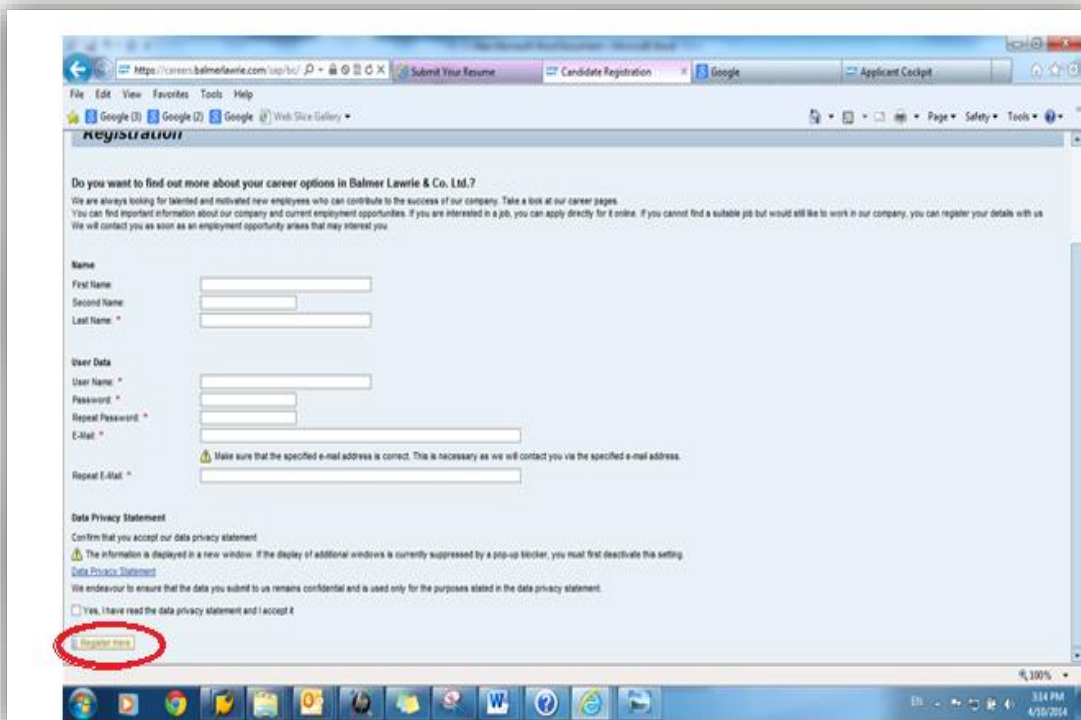 https://careers.balmerlawrie.com/sap/bc/
Submit Your Resume
Candidate Registration
Google
Applicant Cockpit
File Edit View Favorites Tools Help
Google (3) Google (2) Google Web Slice Gallery
Page Safety Tools
Registration
Do you want to find out more about your career options in Balmer Lawrie & Co. Ltd.?
We are always looking for talented and motivated new employees who can contribute to the success of our company. Take a look at our career pages.
You can find important information about our company and current employment opportunities. If you are interested in a job, you can apply directly for it online. If you cannot find a suitable job but would still like to work in our company, you can register your details with us
We will contact you as soon as an employment opportunity arises that may interest you.
Name
First Name:
Second Name:
Last Name: *
User Data
User Name: *
Password: *
Repeat Password: *
E-Mail: *
Make sure that the specified e-mail address is correct. This is necessary as we will contact you via the specified e-mail address.
Repeat E-Mail: *
Data Privacy Statement
Confirm that you accept our data privacy statement
The information is displayed in a new window. If the display of additional windows is currently suppressed by a pop-up blocker, you must first deactivate this setting.
Data Privacy Statement
We endeavour to ensure that the data you submit to us remains confidential and is used only for the purposes stated in the data privacy statement.
Yes, I have read the data privacy statement and I accept it
Register Here
100%
EN
3:14 PM
4/10/2014